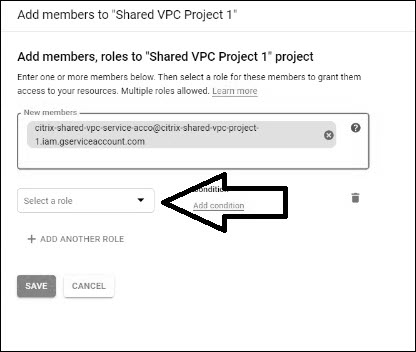 Add members to "Shared VPC Project 1"
Add members, roles to "Shared VPC Project 1" project
Enter one or more members below. Then select a role for these members to grant them
access to your resources. Multiple roles allowed. Learn more
New members
citrix-shared-vpc-service-acco@citrix-shared-vpc-project-
1.iam.gserviceaccount.com
Select a role
Condition
Add condition
+ ADD ANOTHER ROLE
SAVE
CANCEL